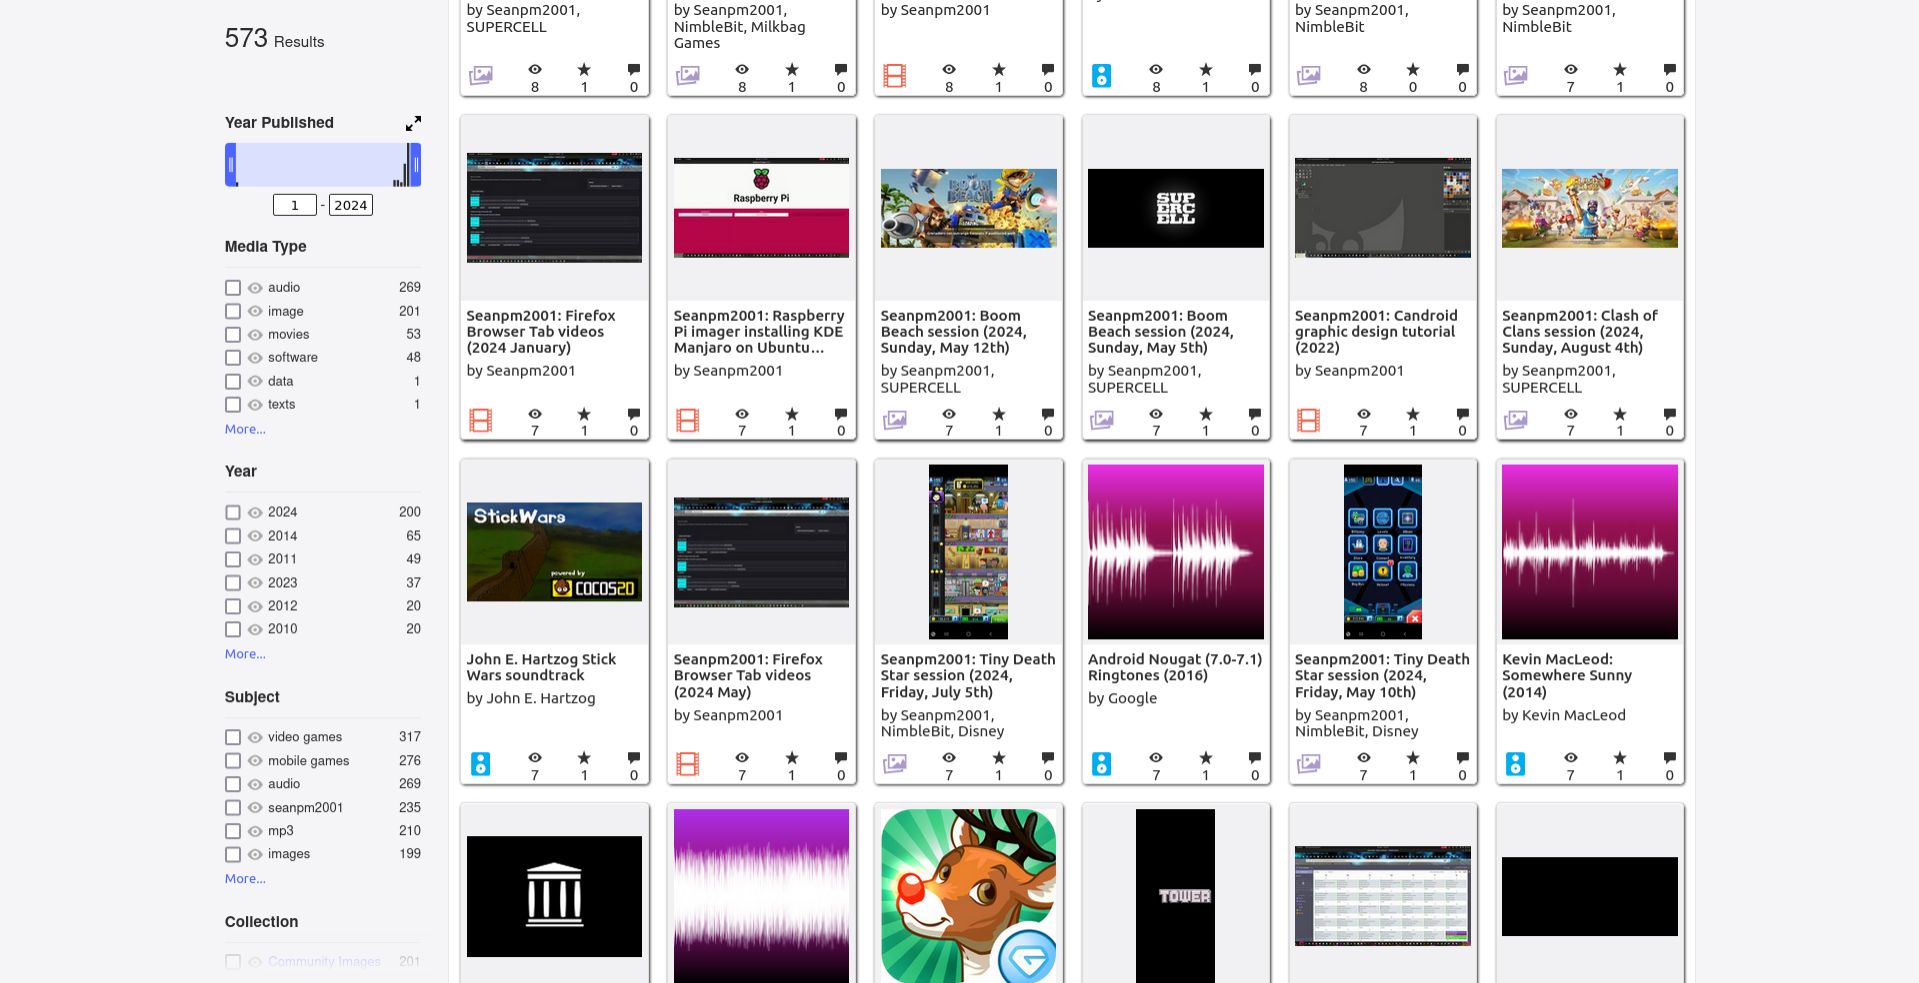 573 Results
Year Published
1 - 2024
Media Type
audio 269
image 201
movies 53
software 48
data 1
texts 1
More...
Year
2024 200
2014 65
2011 49
2023 37
2012 20
2010 20
More...
Subject
video games 317
mobile games 276
audio 269
seanpm2001 235
mp3 210
images 199
More...
Collection
Community Images 201
by Seanpm2001,
SUPERCELL
8 1 0
by Seanpm2001,
NimbleBit, Milkbag
Games
8 1 0
by Seanpm2001
8 1 0
8 1 0
by Seanpm2001,
NimbleBit
8 0 0
by Seanpm2001,
NimbleBit
7 1 0
Seanpm2001: Firefox
Browser Tab videos
(2024 January)
by Seanpm2001
7 1 0
Raspberry Pi
Seanpm2001: Raspberry
Pi imager installing KDE
Manjaro on Ubuntu...
by Seanpm2001
7 1 0
BOOM
BEACH
Seanpm2001: Boom
Beach session (2024,
Sunday, May 12th)
by Seanpm2001,
SUPERCELL
7 1 0
SUP
ERC
ELL
Seanpm2001: Boom
Beach session (2024,
Sunday, May 5th)
by Seanpm2001,
SUPERCELL
7 1 0
Seanpm2001: Candroid
graphic design tutorial
(2022)
by Seanpm2001
7 1 0
Seanpm2001: Clash of
Clans session (2024,
Sunday, August 4th)
by Seanpm2001,
SUPERCELL
7 1 0
StickWars
powered by
COCOS2D
John E. Hartzog Stick
Wars soundtrack
by John E. Hartzog
7 1 0
Seanpm2001: Firefox
Browser Tab videos
(2024 May)
by Seanpm2001
7 1 0
Seanpm2001: Tiny Death
Star session (2024,
Friday, July 5th)
by Seanpm2001,
NimbleBit, Disney
7 1 0
Android Nougat (7.0-7.1)
Ringtones (2016)
by Google
7 1 0
Seanpm2001: Tiny Death
Star session (2024,
Friday, May 10th)
by Seanpm2001,
NimbleBit, Disney
7 1 0
Kevin MacLeod:
Somewhere Sunny
(2014)
by Kevin MacLeod
7 1 0
TOWER